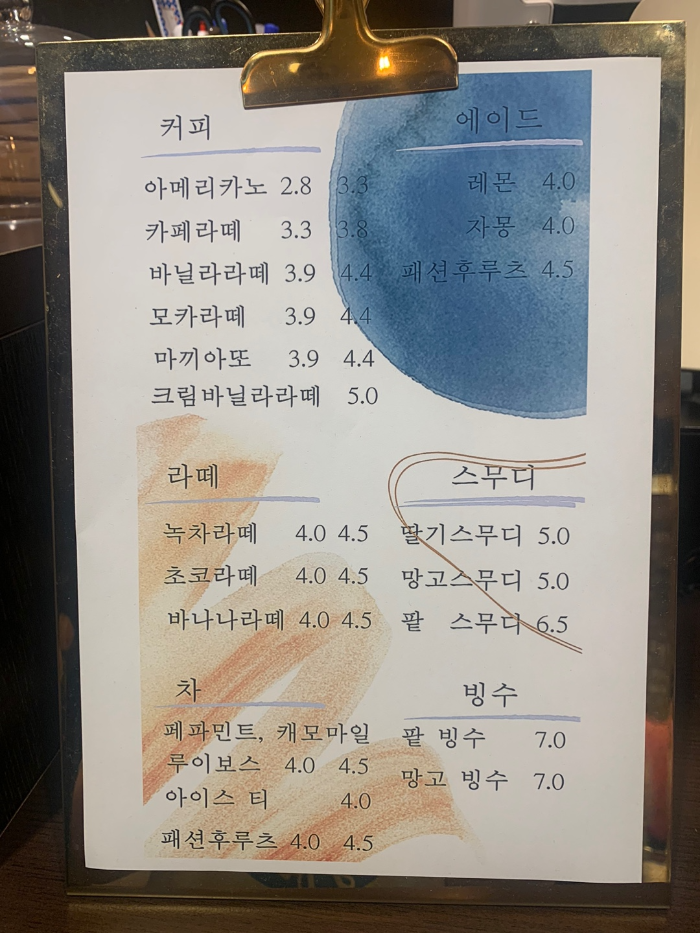 커피
아메리카노 2.8 3.3
카페라떼 3.3 3.8
바닐라라떼 3.9 4.4
모카라떼 3.9 4.4
마끼아또 3.9 4.4
크림바닐라라떼 5.0
에이드
레몬 4.0
자몽 4.0
패션후루츠 4.5
라떼
녹차라떼 4.0 4.5
초코라떼 4.0 4.5
바나나라떼 4.0 4.5
스무디
딸기스무디 5.0
망고스무디 5.0
팥 스무디 6.5
차
페파민트, 캐모마일
루이보스 4.0 4.5
아이스 티 4.0
패션후루츠 4.0 4.5
빙수
팥 빙수 7.0
망고 빙수 7.0